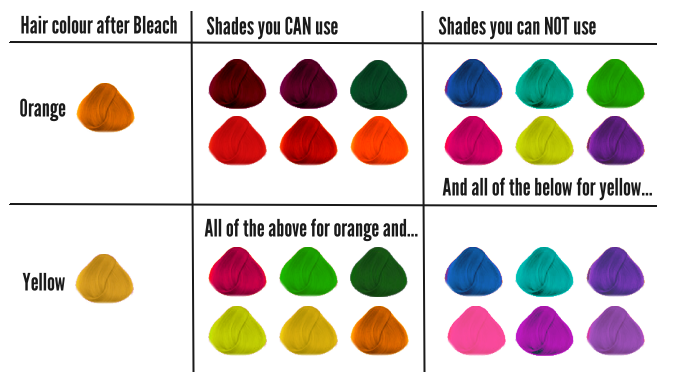 Hair colour after Bleach
Shades you CAN use
Shades you can NOT use
Orange
And all of the below for yellow...
All of the above for orange and...
Yellow